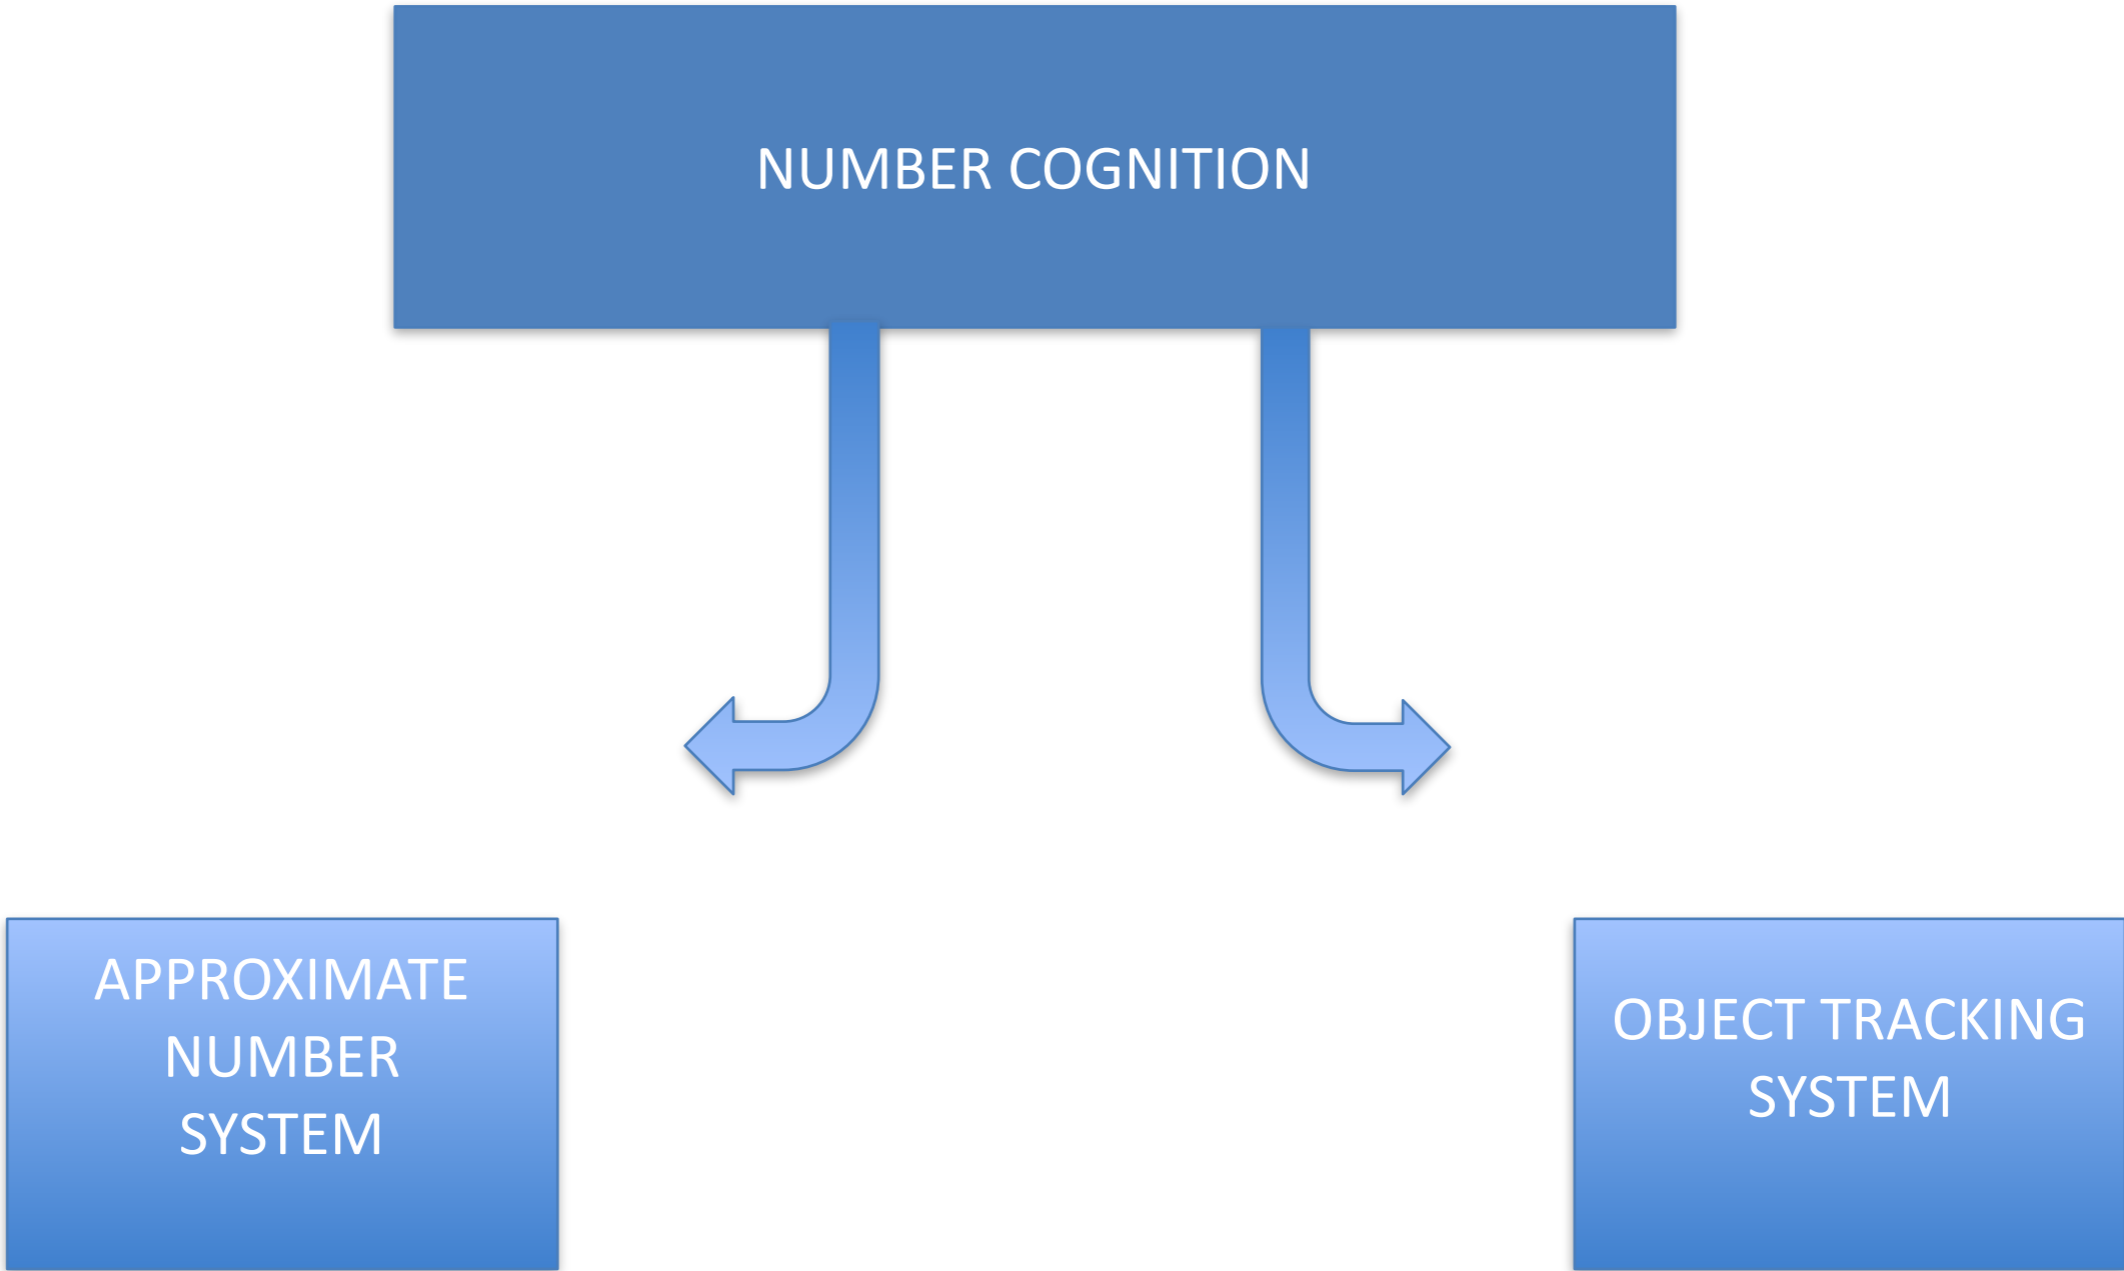 NUMBER COGNITION
APPROXIMATE
NUMBER
SYSTEM
OBJECT TRACKING
SYSTEM